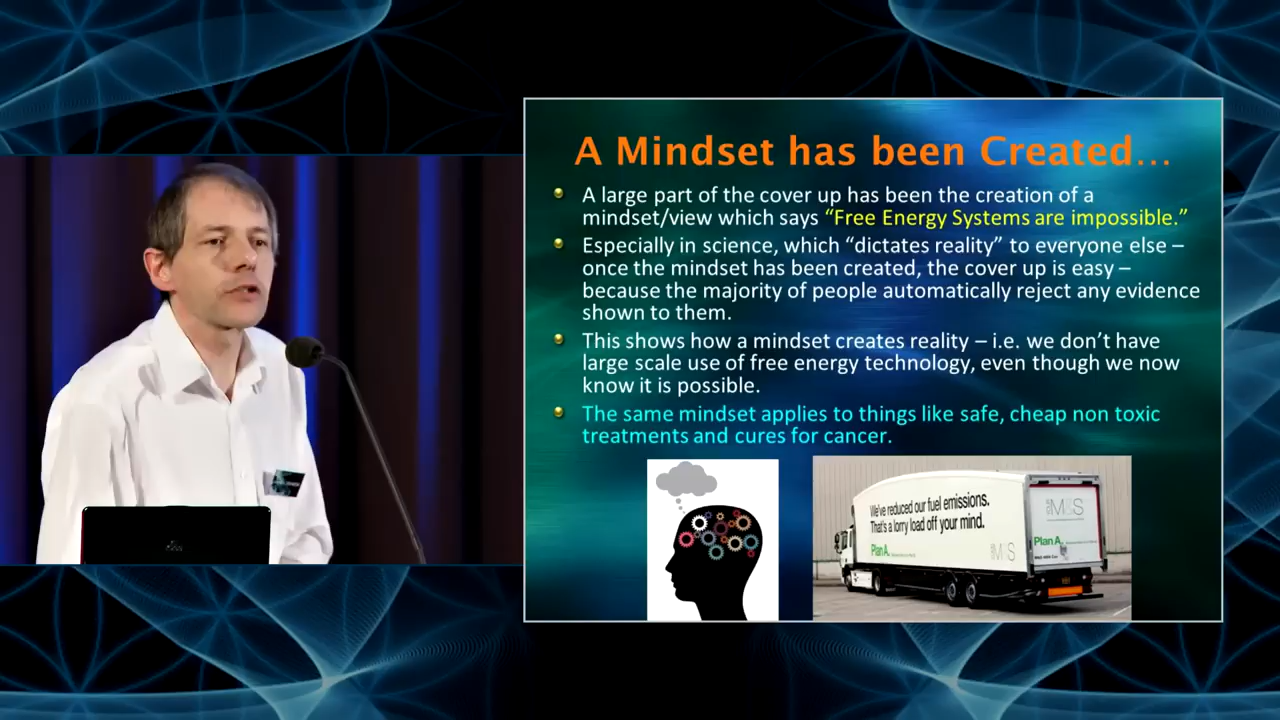 A Mindset has been Created...
A large part of the cover up has been the creation of a
mindset/view which says “Free Energy Systems are impossible.”
Especially in science, which “dictates reality” to everyone else –
once the mindset has been created, the cover up is easy –
because the majority of people automatically reject any evidence
shown to them.
This shows how a mindset creates reality – i.e. we don’t have
large scale use of free energy technology, even though we now
know it is possible.
The same mindset applies to things like safe, cheap non toxic
treatments and cures for cancer.
We've reduced our fuel emissions.
That's a lorry load off your mind.
Plan A.
M&S
Plan A.